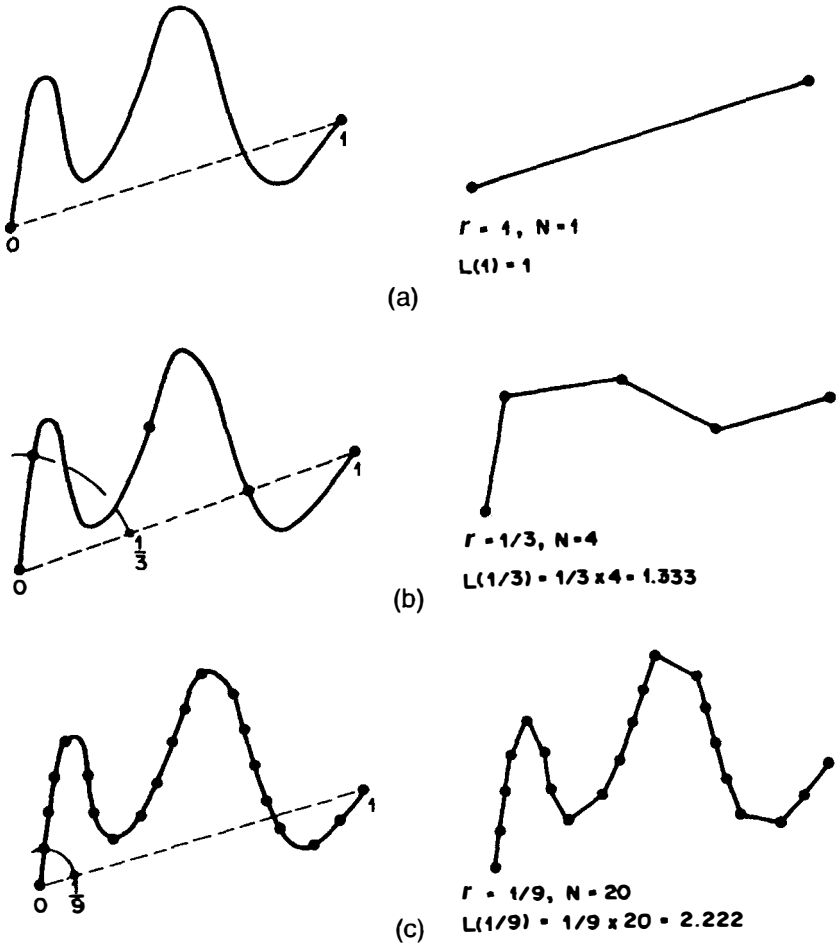 0
1
r = 1, N=1
L(1) = 1
(a)
0
1/3
1
r = 1/3, N=4
L(1/3) = 1/3 x 4 = 1.333
(b)
0
1/9
1
r = 1/9, N = 20
L(1/9) = 1/9 x 20 = 2.222
(c)